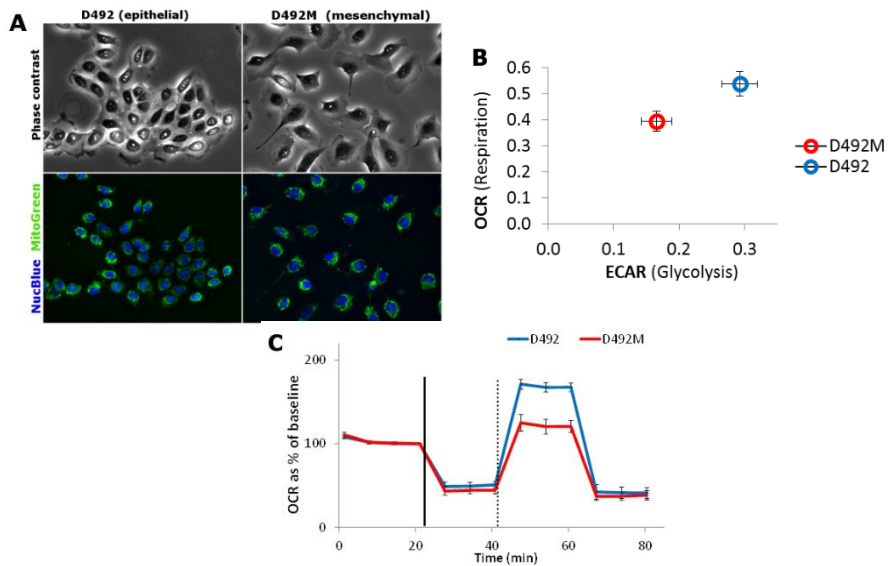 A
D492 (epithelial)
D492M (mesenchymal)
Phase contrast
NucBlue MitoGreen
B
0.6
0.5
0.4
0.3
0.2
0.1
0.0
OCR (Respiration)
0.0 0.1 0.2 0.3
ECAR (Glycolysis)
D492M
D492
C
D492 D492M
200
100
0
OCR as % of baseline
0 20 40 60 80
Time (min)